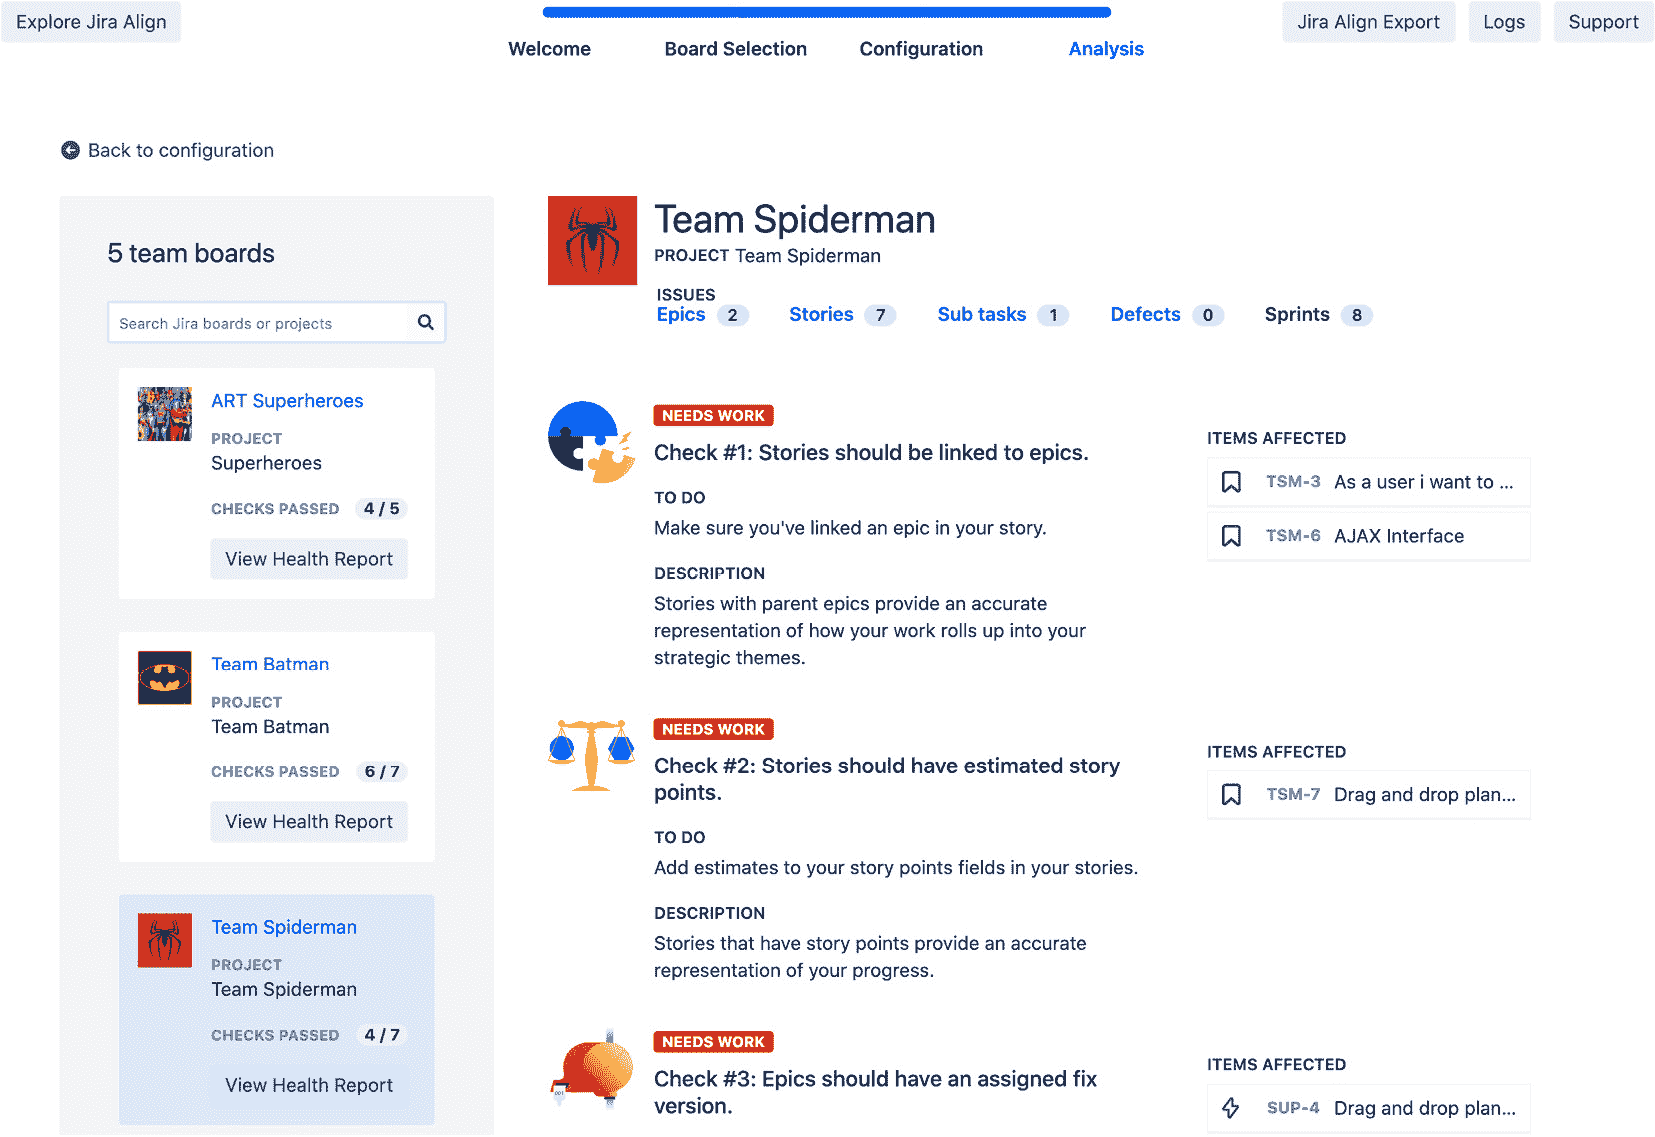 Explore Jira Align
Jira Align Export
Logs
Support
Welcome
Board Selection
Configuration
Analysis
Back to configuration
5 team boards
Search Jira boards or projects
ART Superheroes
PROJECT
Superheroes
CHECKS PASSED 4 / 5
View Health Report
Team Batman
PROJECT
Team Batman
CHECKS PASSED 6 / 7
View Health Report
Team Spiderman
PROJECT
Team Spiderman
CHECKS PASSED 4 / 7
View Health Report
Team Spiderman
PROJECT Team Spiderman
ISSUES
Epics 2 Stories 7 Sub tasks 1 Defects 0 Sprints 8
NEEDS WORK
Check #1: Stories should be linked to epics.
TO DO
Make sure you've linked an epic in your story.
DESCRIPTION
Stories with parent epics provide an accurate
representation of how your work rolls up into your
strategic themes.
ITEMS AFFECTED
TSM-3 As a user i want to ...
TSM-6 AJAX Interface
NEEDS WORK
Check #2: Stories should have estimated story
points.
TO DO
Add estimates to your story points fields in your stories.
DESCRIPTION
Stories that have story points provide an accurate
representation of your progress.
ITEMS AFFECTED
TSM-7 Drag and drop plan...
NEEDS WORK
Check #3: Epics should have an assigned fix
version.
ITEMS AFFECTED
SUP-4 Drag and drop plan...